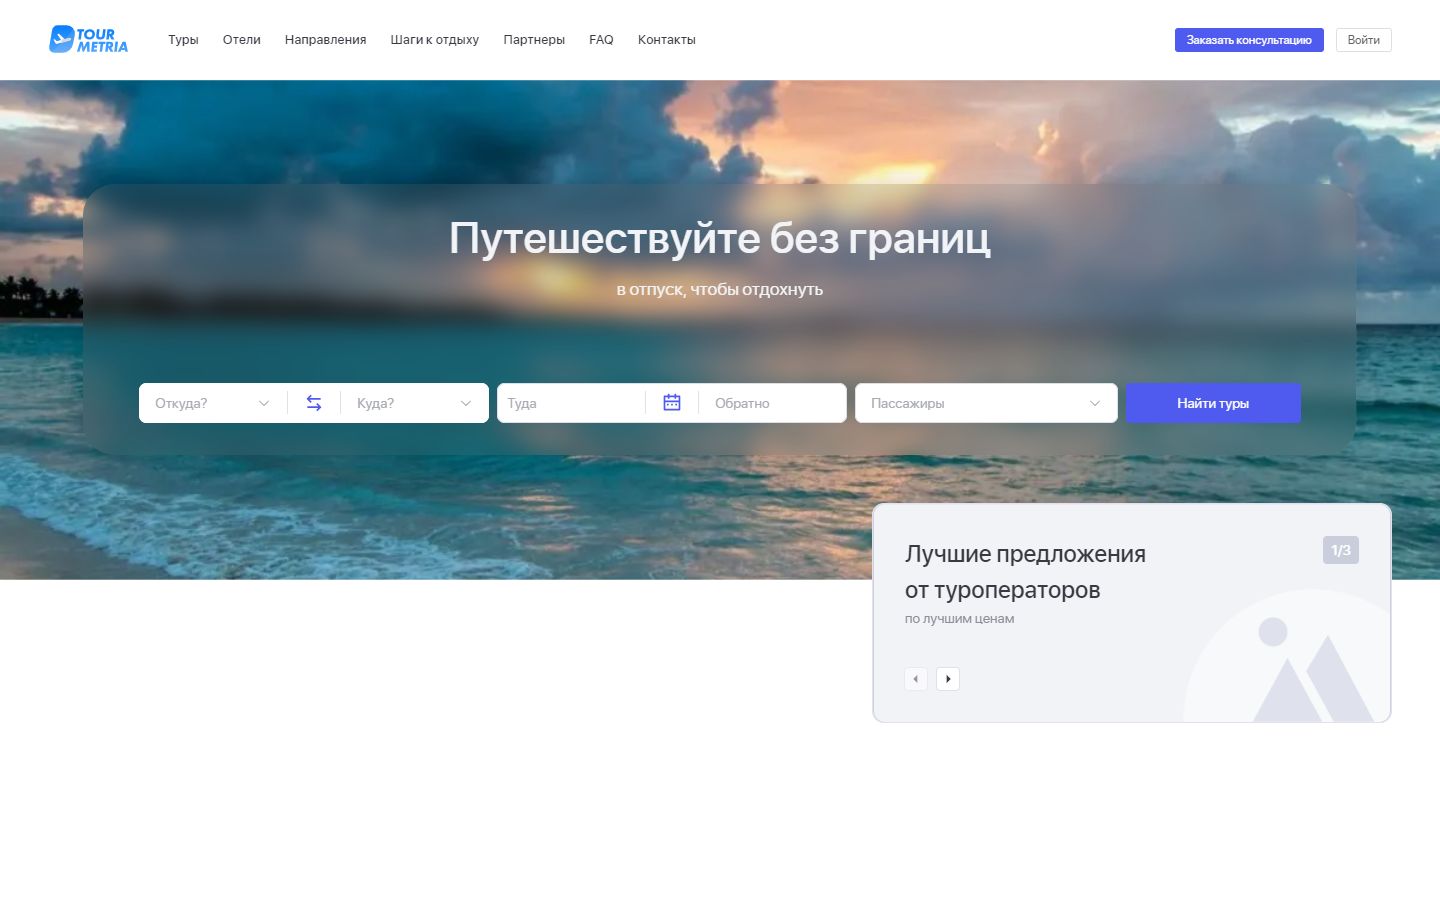 TOUR
METRIA
Туры Отели Направления Шаги к отдыху Партнеры FAQ Контакты
Заказать консультацию Войти
Путешествуйте без границ
в отпуск, чтобы отдохнуть
Откуда? Куда? Туда Обратно Пассажиры Найти туры
Лучшие предложения
от туроператоров
по лучшим ценам
1/3